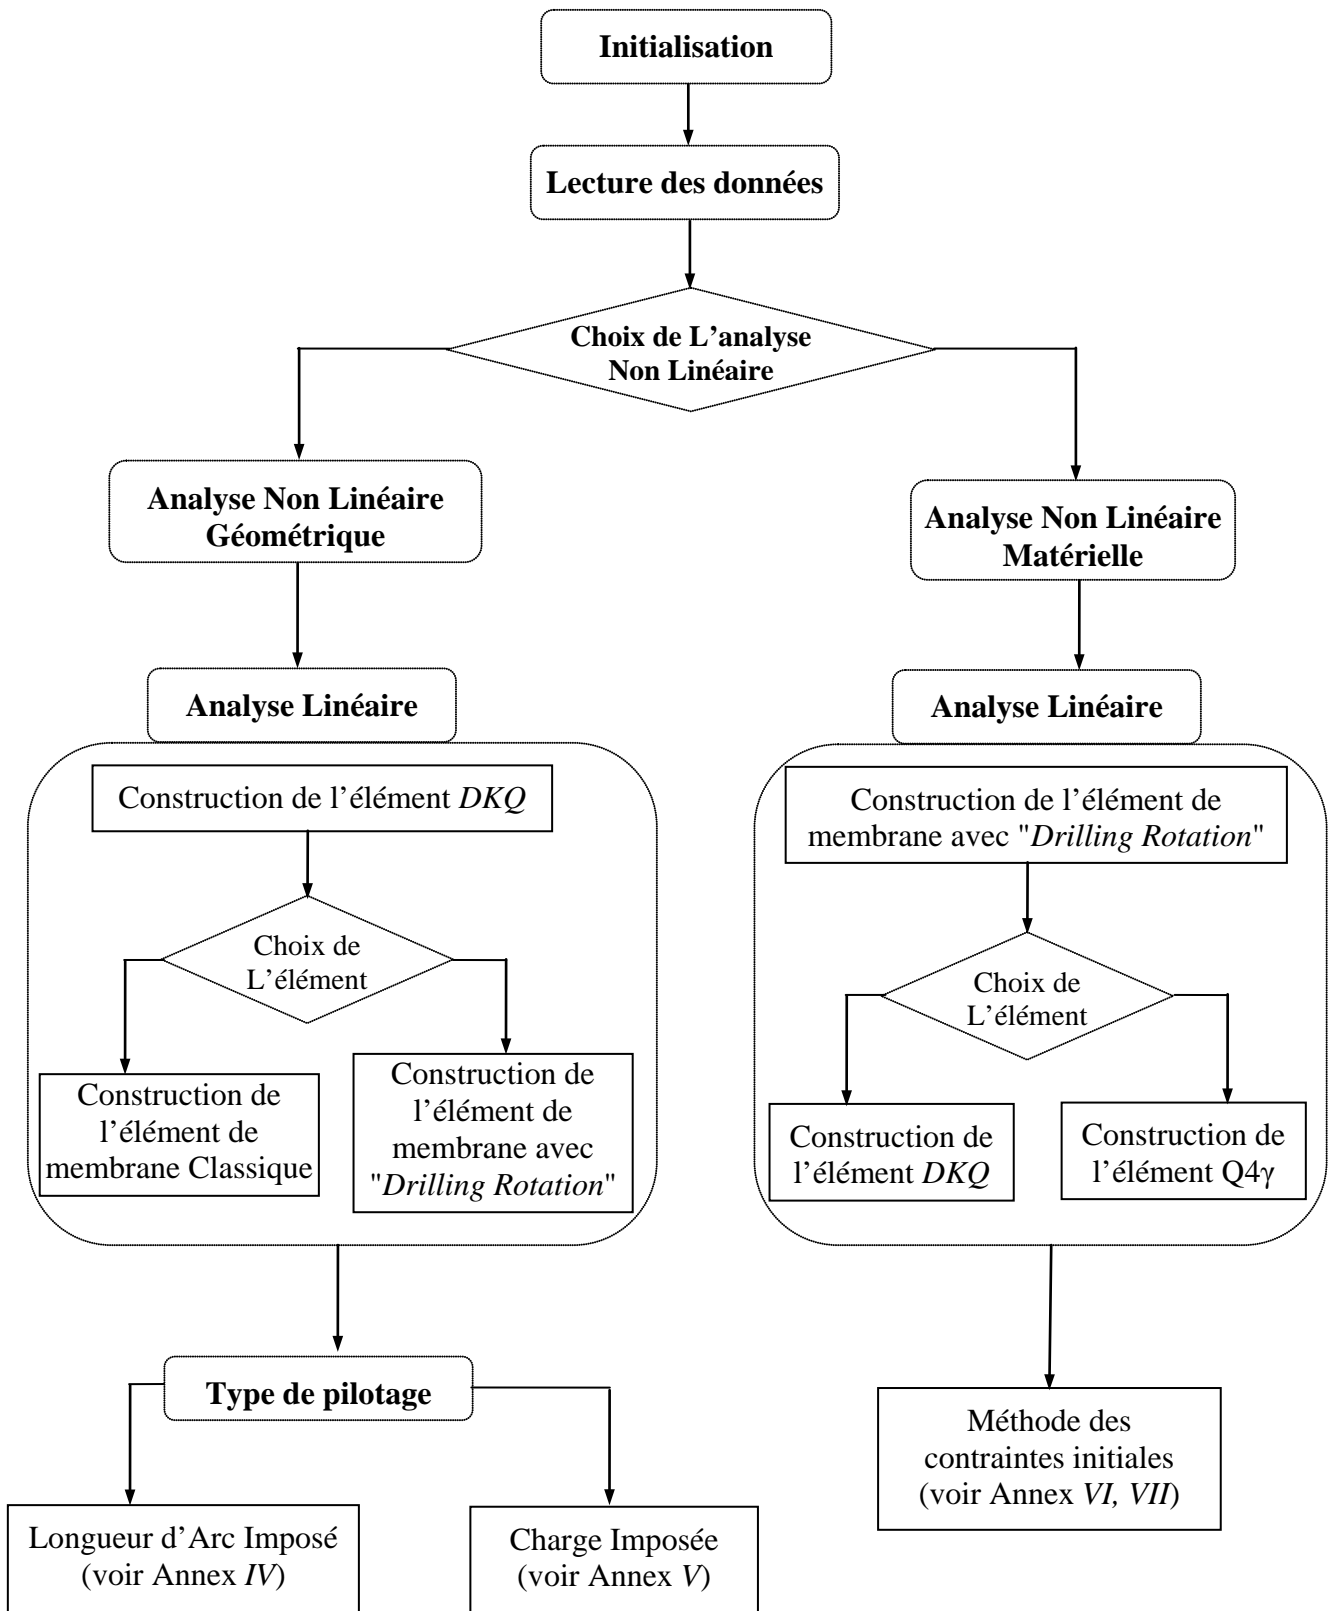 Initialisation
Lecture des données
Choix de L’analyse
Non Linéaire
Analyse Non Linéaire
Géométrique
Analyse Non Linéaire
Matérielle
Analyse Linéaire
Analyse Linéaire
Construction de l’élément DKQ
Choix de
L’élément
Construction de
l’élément de
membrane Classique
Construction de
l’élément de
membrane avec
"Drilling Rotation"
Construction de l’élément de
membrane avec "Drilling Rotation"
Choix de
L’élément
Construction de
l’élément DKQ
Construction de
l’élément Q4γ
Type de pilotage
Longueur d’Arc Imposé
(voir Annex IV)
Charge Imposée
(voir Annex V)
Méthode des
contraintes initiales
(voir Annex VI, VII)